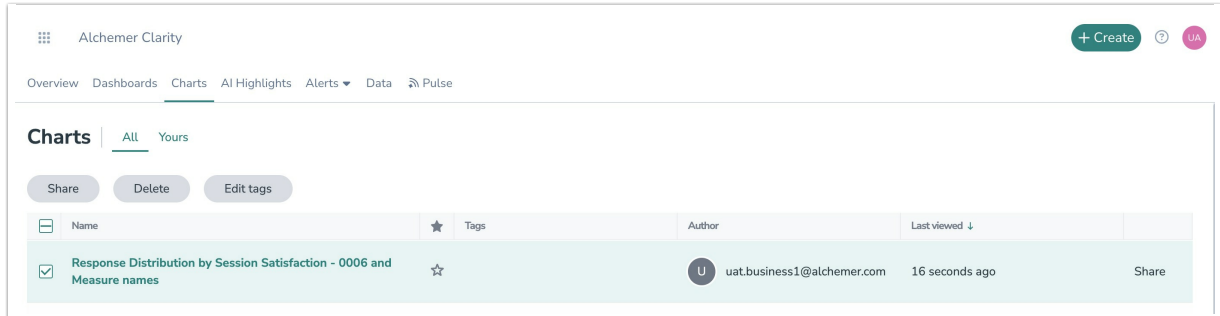 Alchemer Clarity
+ Create
?
UA
Overview Dashboards Charts AI Highlights Alerts Data Pulse
Charts All Yours
Share Delete Edit tags
Name Tags Author Last viewed ↓
Response Distribution by Session Satisfaction - 0006 and
Measure names
U uat.business1@alchemer.com 16 seconds ago Share